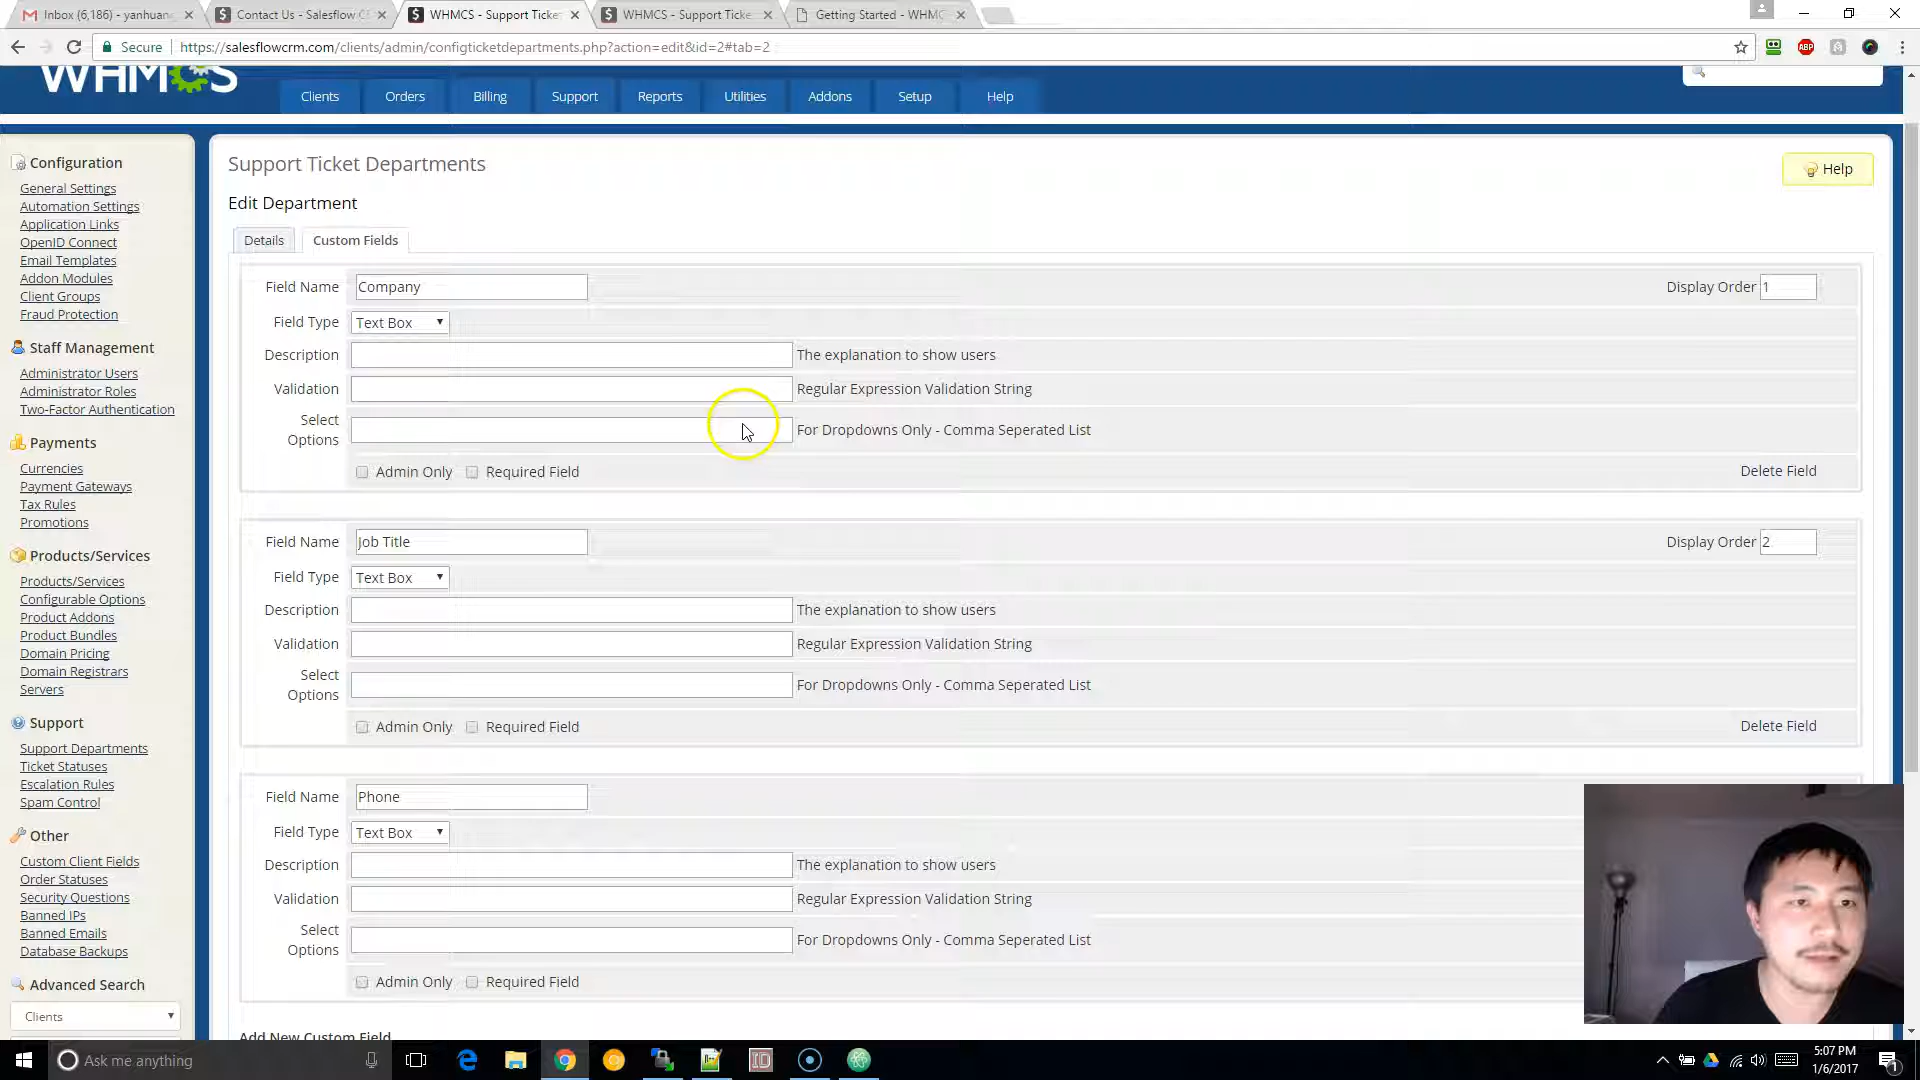 Inbox (6,186) - yanhuan
Contact Us - Salesflow C
WHMCS - Support Ticke
WHMCS - Support Ticke
Getting Started - WHMC
Secure https://salesflowcrm.com/clients/admin/configticketdepartments.php?action=edit&id=2#tab=2
ABP
WHMCS
Clients Orders Billing Support Reports Utilities Addons Setup Help
Configuration
General Settings
Automation Settings
Application Links
OpenID Connect
Email Templates
Addon Modules
Client Groups
Fraud Protection
Staff Management
Administrator Users
Administrator Roles
Two-Factor Authentication
Payments
Currencies
Payment Gateways
Tax Rules
Promotions
Products/Services
Products/Services
Configurable Options
Product Addons
Product Bundles
Domain Pricing
Domain Registrars
Servers
Support
Support Departments
Ticket Statuses
Escalation Rules
Spam Control
Other
Custom Client Fields
Order Statuses
Security Questions
Banned IPs
Banned Emails
Database Backups
Advanced Search
Clients
Support Ticket Departments
Help
Edit Department
Details Custom Fields
Field Name Company Display Order 1
Field Type Text Box
Description The explanation to show users
Validation Regular Expression Validation String
Select Options For Dropdowns Only - Comma Seperated List
Admin Only Required Field Delete Field
Field Name Job Title Display Order 2
Field Type Text Box
Description The explanation to show users
Validation Regular Expression Validation String
Select Options For Dropdowns Only - Comma Seperated List
Admin Only Required Field Delete Field
Field Name Phone
Field Type Text Box
Description The explanation to show users
Validation Regular Expression Validation String
Select Options For Dropdowns Only - Comma Seperated List
Admin Only Required Field
Add New Custom Field
Ask me anything
5:07 PM
1/6/2017